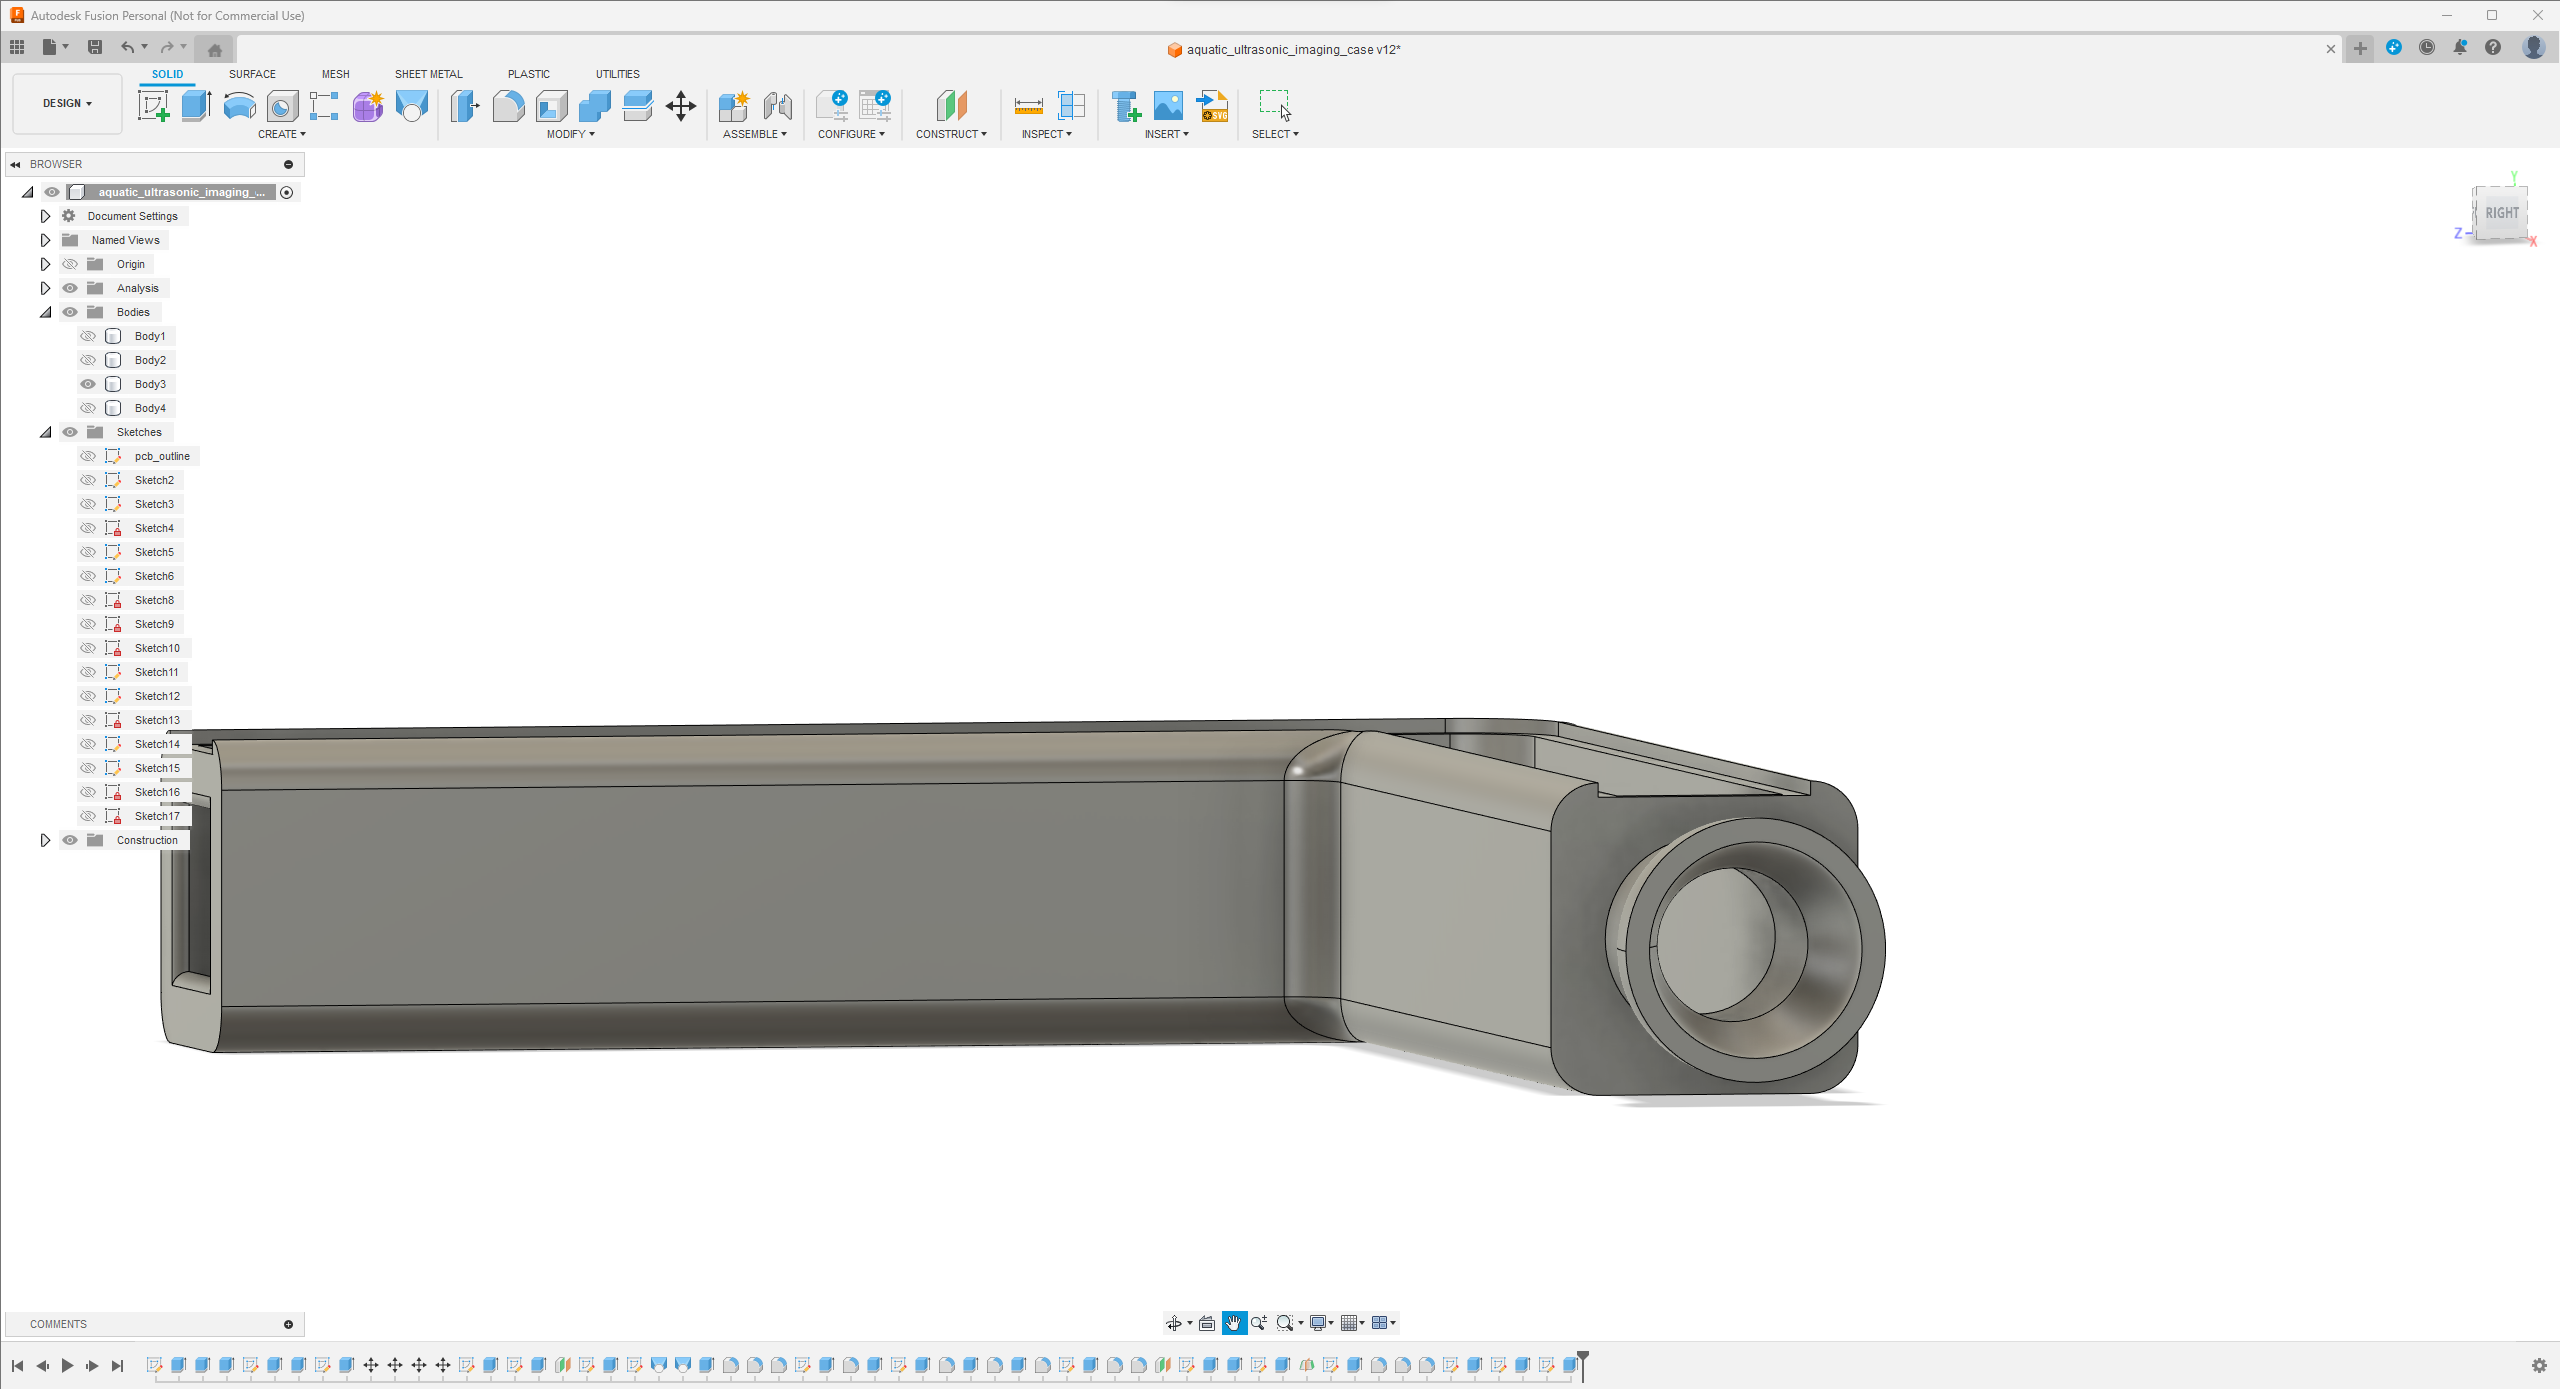 Autodesk Fusion Personal (Not for Commercial Use)
aquatic_ultrasonic_imaging_case v12*
SOLID SURFACE MESH SHEET METAL PLASTIC UTILITIES
DESIGN
CREATE MODIFY ASSEMBLE CONFIGURE CONSTRUCT INSPECT INSERT SELECT
SVG
BROWSER
aquatic_ultrasonic_imaging_...
Document Settings
Named Views
Origin
Analysis
Bodies
Body1
Body2
Body3
Body4
Sketches
pcb_outline
Sketch2
Sketch3
Sketch4
Sketch5
Sketch6
Sketch8
Sketch9
Sketch10
Sketch11
Sketch12
Sketch13
Sketch14
Sketch15
Sketch16
Sketch17
Construction
Y
RIGHT
Z
X
COMMENTS